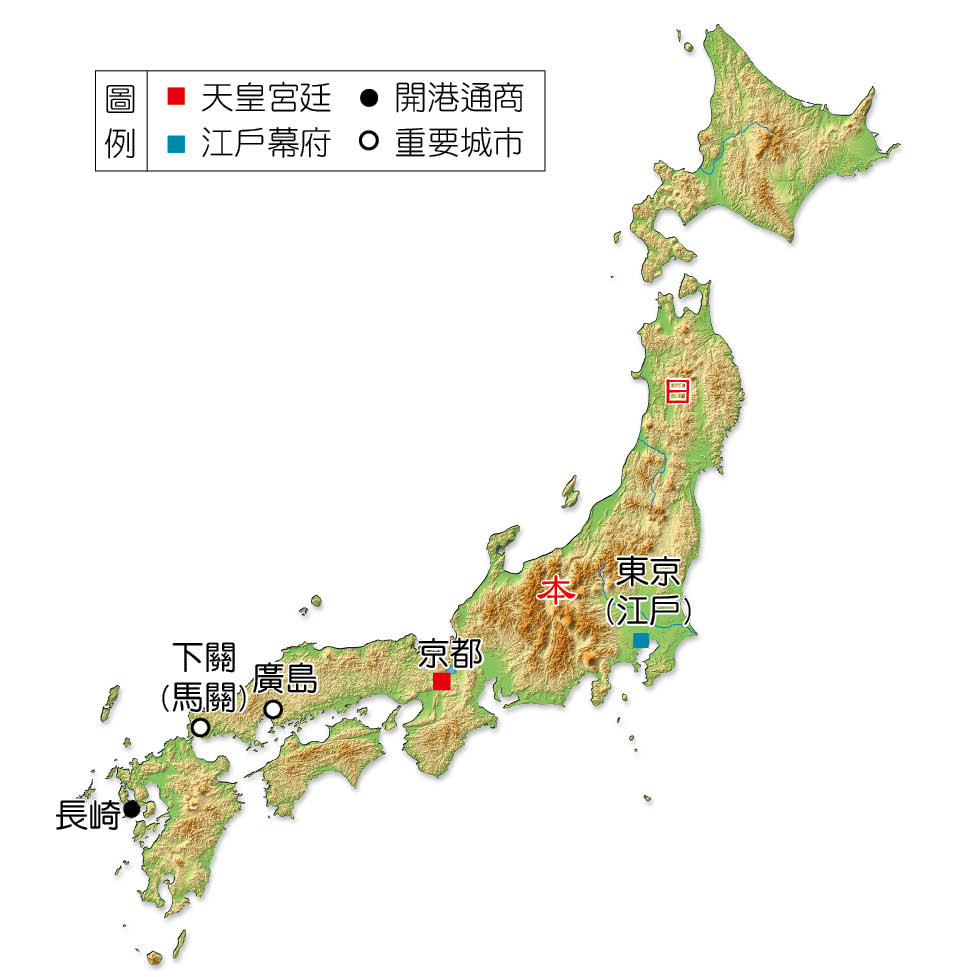 圖例
天皇宮廷
開港通商
江戶幕府
重要城市
日
本
東京
(江戶)
京都
下關
(馬關)
廣島
長崎